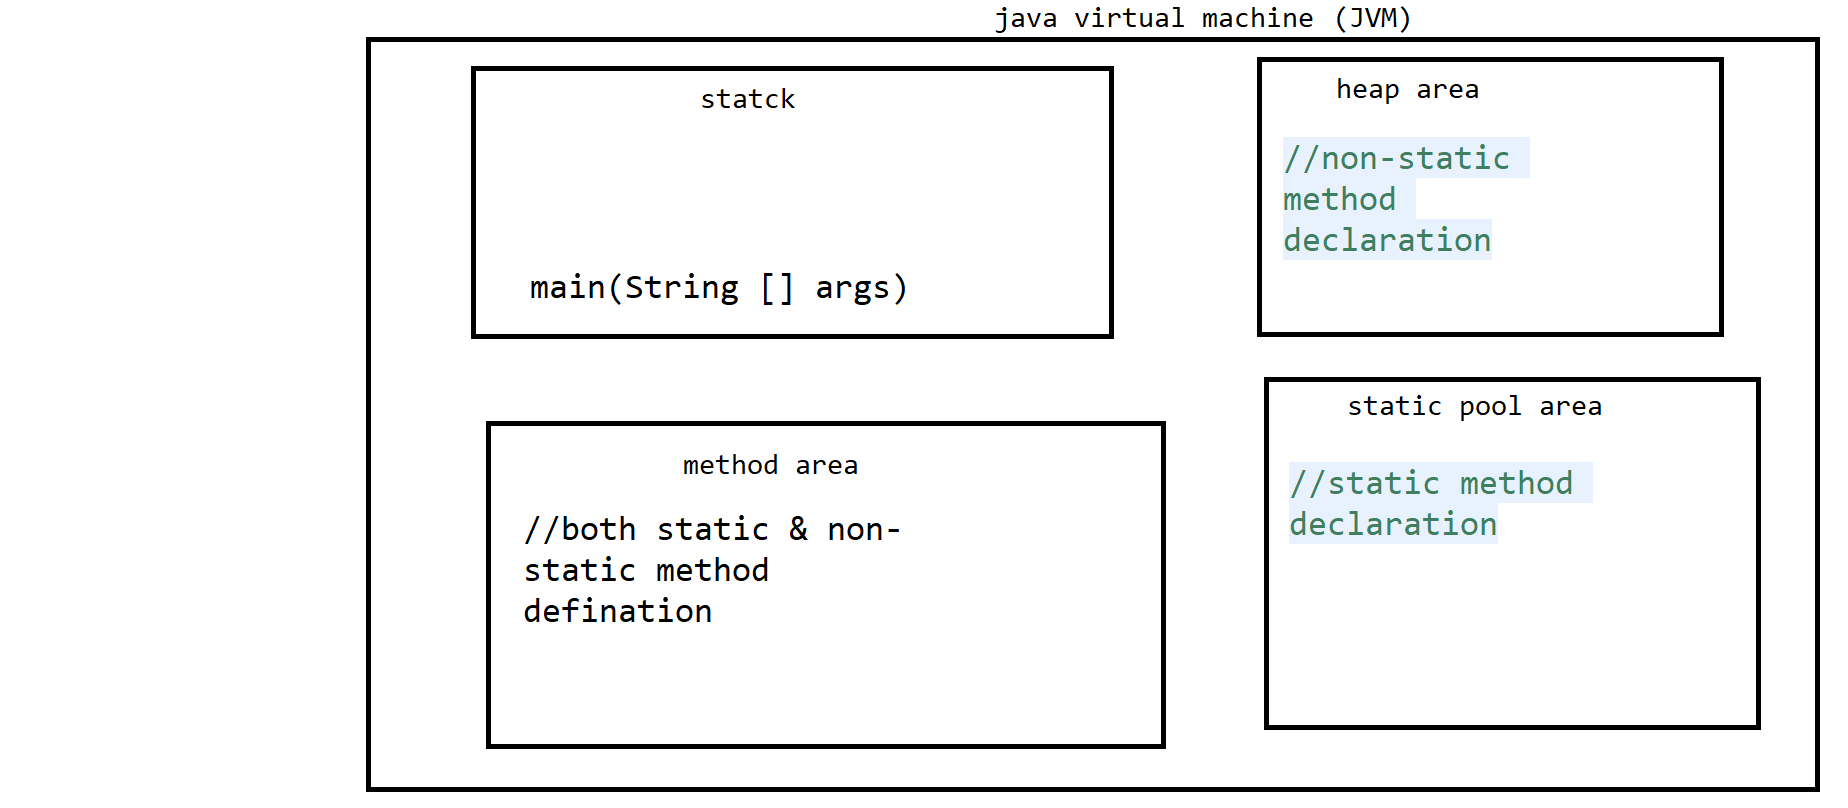 java virtual machine (JVM)
statck
main(String [] args)
heap area
//non-static
method
declaration
method area
//both static & non-
static method
defination
static pool area
//static method
declaration